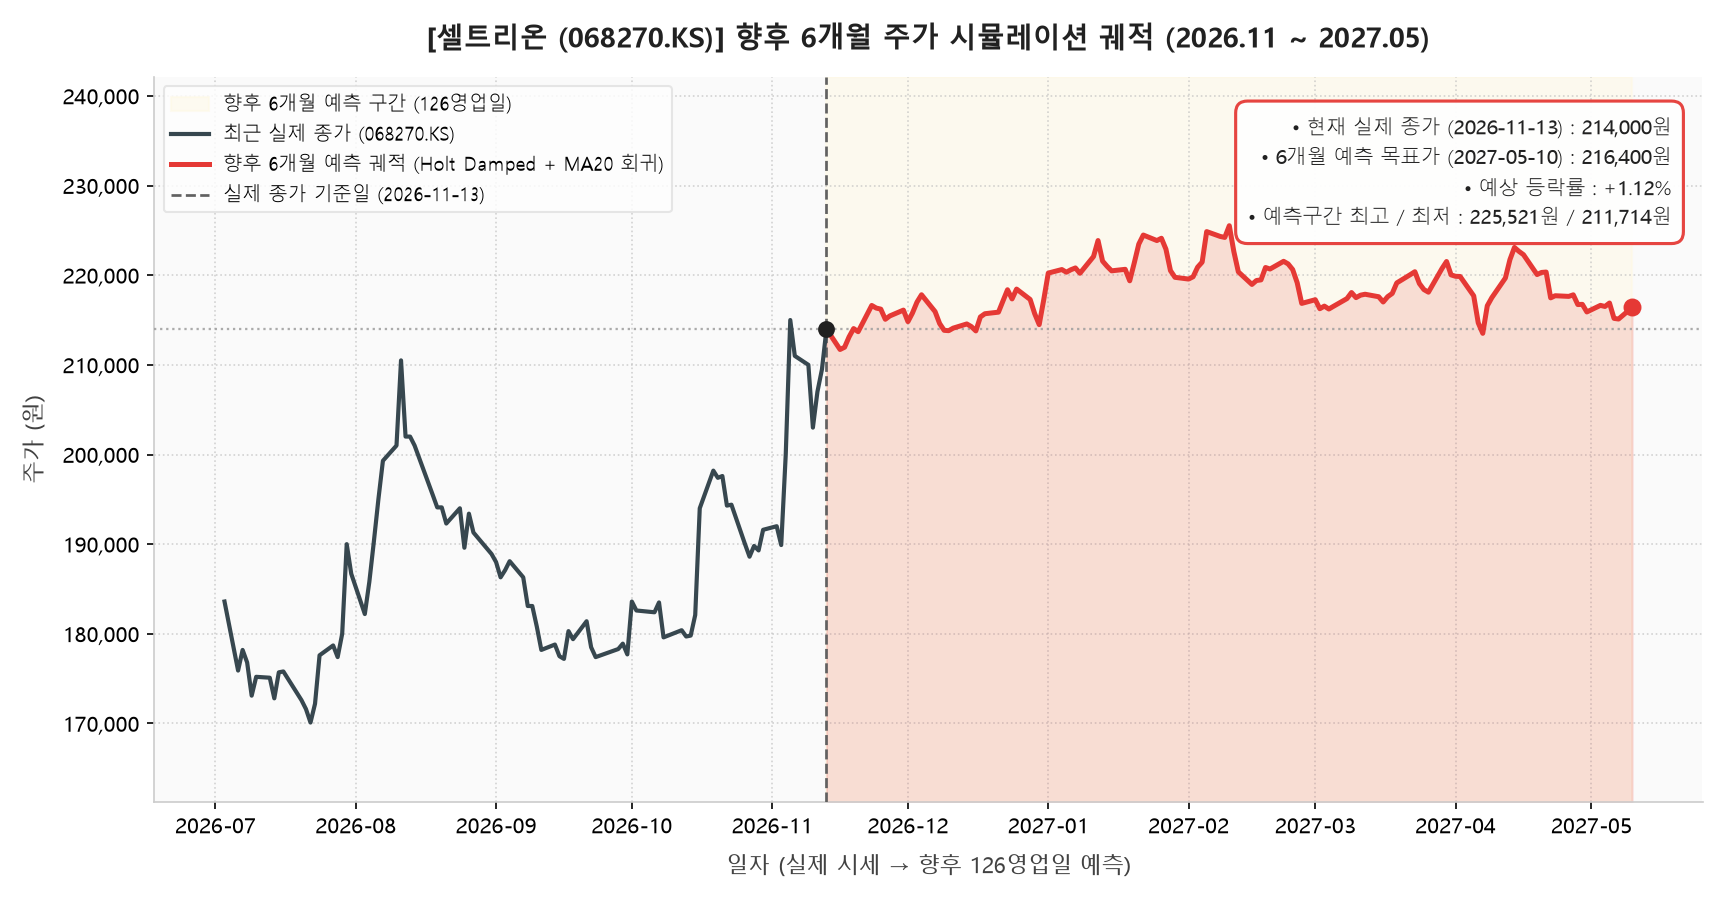 [셀트리온 (068270.KS)] 향후 6개월 주가 시뮬레이션 궤적 (2026.11 ~ 2027.05)
향후 6개월 예측 구간 (126영업일)
최근 실제 종가 (068270.KS)
향후 6개월 예측 궤적 (Holt Damped + MA20 회귀)
실제 종가 기준일 (2026-11-13)
• 현재 실제 종가 (2026-11-13) : 214,000원
• 6개월 예측 목표가 (2027-05-10) : 216,400원
• 예상 등락률 : +1.12%
• 예측구간 최고 / 최저 : 225,521원 / 211,714원
주가 (원)
240,000
230,000
220,000
210,000
200,000
190,000
180,000
170,000
2026-07 2026-08 2026-09 2026-10 2026-11 2026-12 2027-01 2027-02 2027-03 2027-04 2027-05
일자 (실제 시세 → 향후 126영업일 예측)